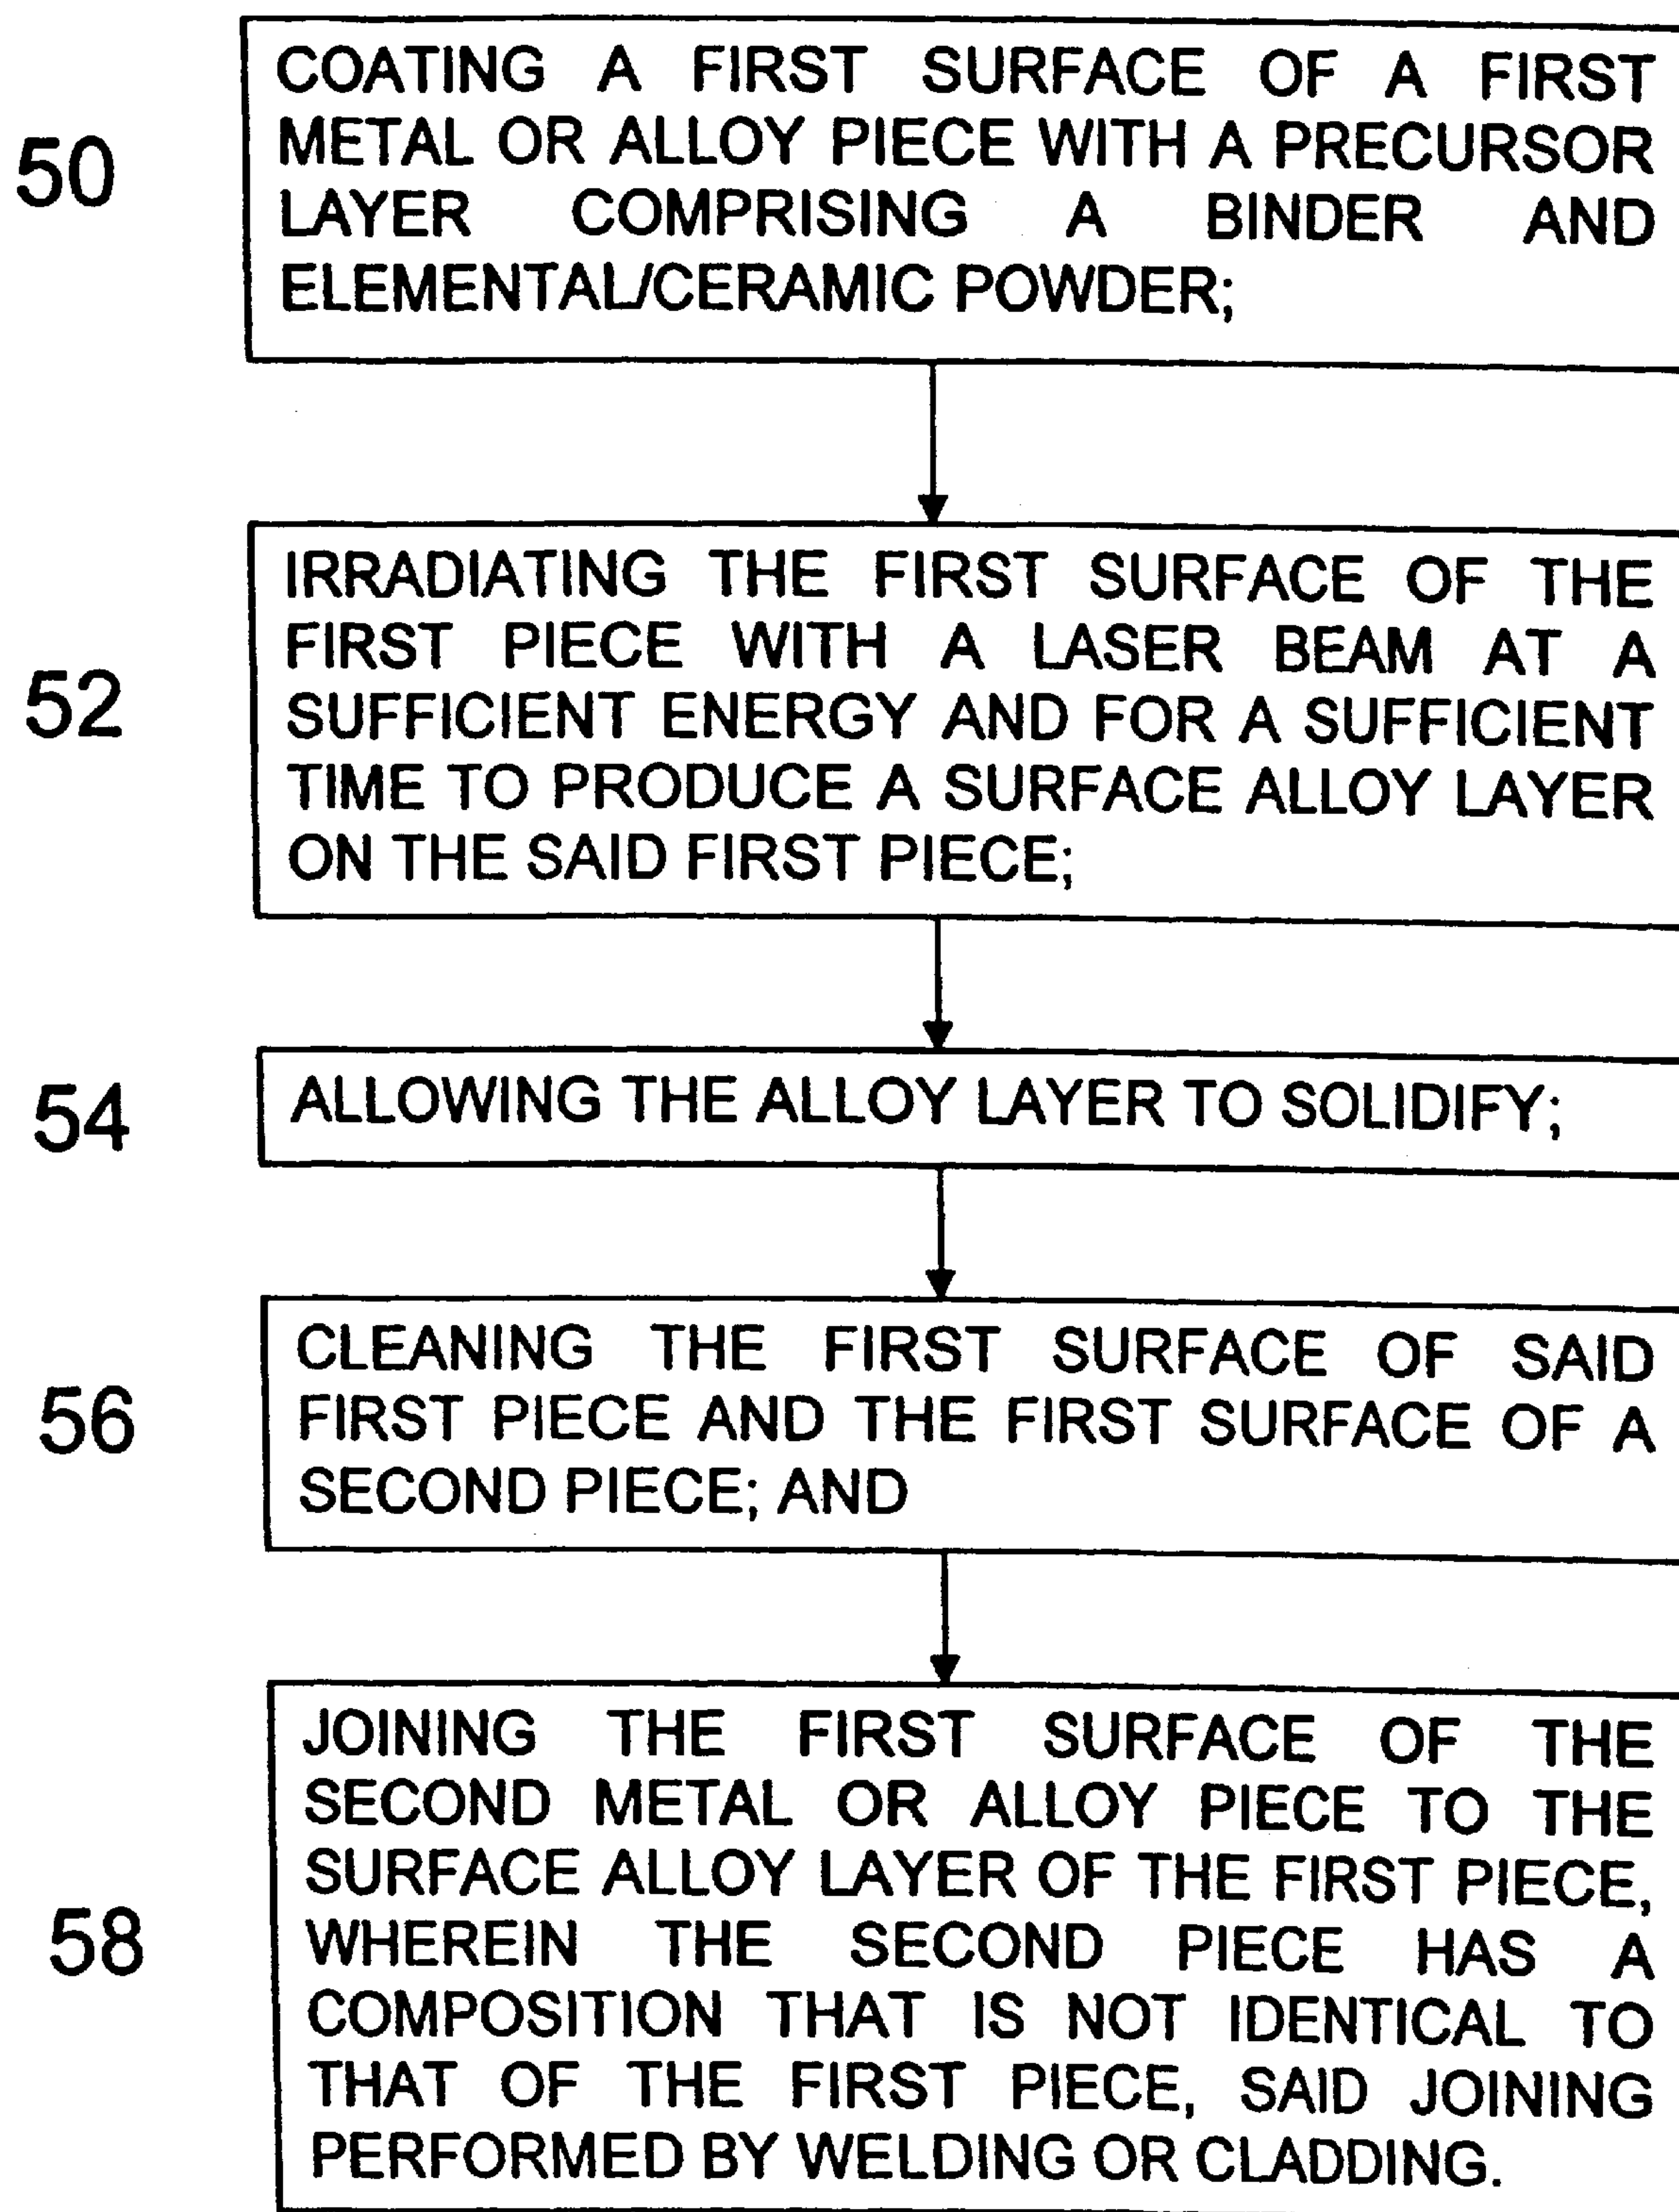 50
COATING A FIRST SURFACE OF A FIRST
METAL OR ALLOY PIECE WITH A PRECURSOR
LAYER COMPRISING A BINDER AND
ELEMENTAL/CERAMIC POWDER;
52
IRRADIATING THE FIRST SURFACE OF THE
FIRST PIECE WITH A LASER BEAM AT A
SUFFICIENT ENERGY AND FOR A SUFFICIENT
TIME TO PRODUCE A SURFACE ALLOY LAYER
ON THE SAID FIRST PIECE;
54
ALLOWING THE ALLOY LAYER TO SOLIDIFY;
56
CLEANING THE FIRST SURFACE OF SAID
FIRST PIECE AND THE FIRST SURFACE OF A
SECOND PIECE; AND
58
JOINING THE FIRST SURFACE OF THE
SECOND METAL OR ALLOY PIECE TO THE
SURFACE ALLOY LAYER OF THE FIRST PIECE,
WHEREIN THE SECOND PIECE HAS A
COMPOSITION THAT IS NOT IDENTICAL TO
THAT OF THE FIRST PIECE, SAID JOINING
PERFORMED BY WELDING OR CLADDING.